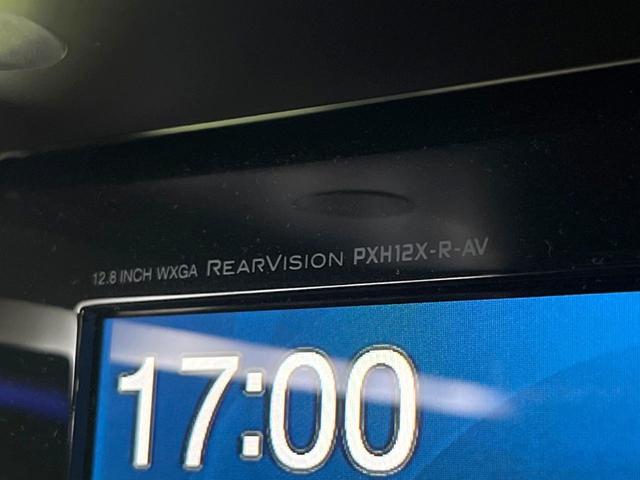 12.8 INCH WXGA REARVISION PXH12X-R-AV
17:00